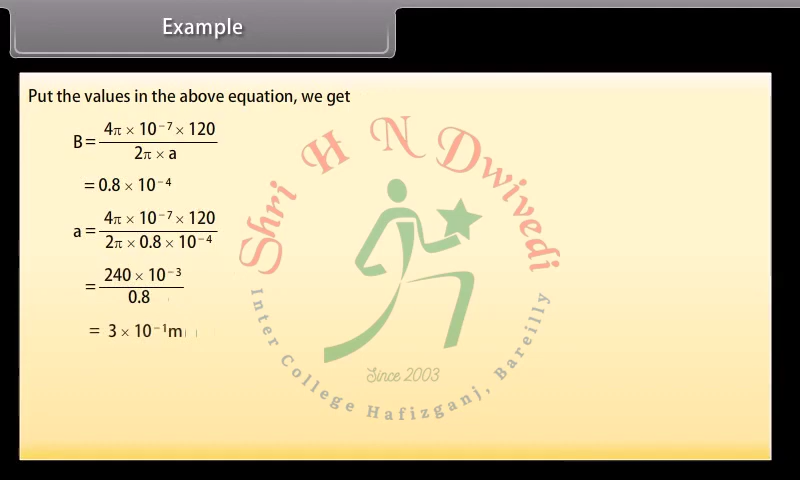 Example
Put the values in the above equation, we get
B = 4π × 10⁻⁷ × 120 / 2π × a
= 0.8 × 10⁻⁴
a = 4π × 10⁻⁷ × 120 / 2π × 0.8 × 10⁻⁴
= 240 × 10⁻³ / 0.8
= 3 × 10⁻¹m
Shri H N Dwivedi
Since 2003
Inter College Hafizganj, Bareilly